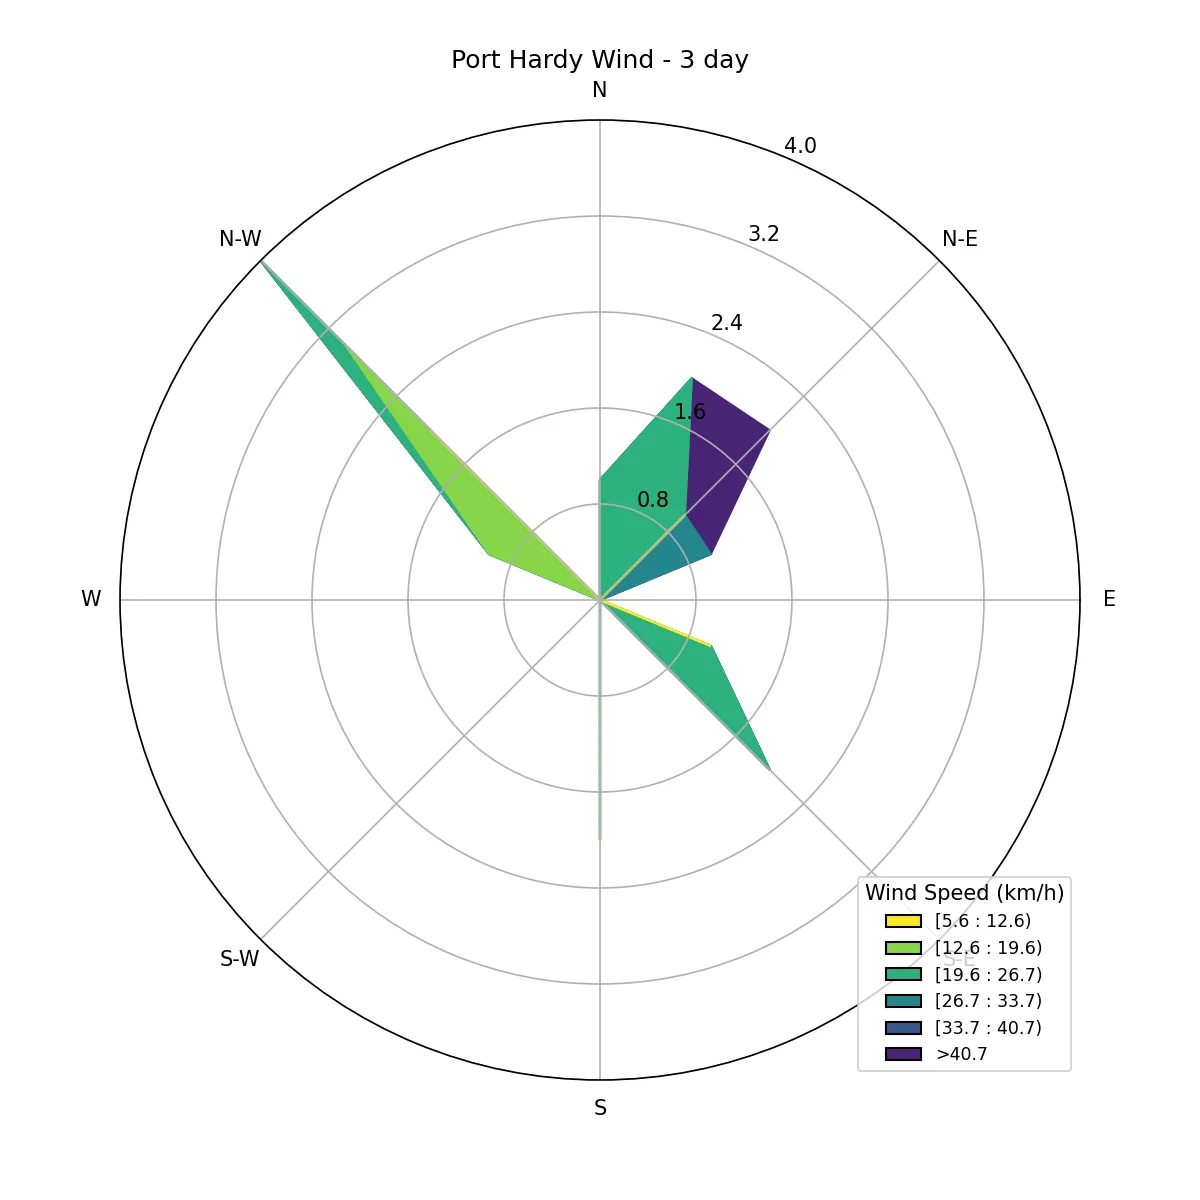 Port Hardy Wind - 3 day
N
4.0
N-W
3.2
N-E
2.4
1.6
0.8
W
E
S-W
S-E
S
Wind Speed (km/h)
[5.6 : 12.6)
[12.6 : 19.6)
[19.6 : 26.7)
[26.7 : 33.7)
[33.7 : 40.7)
>40.7